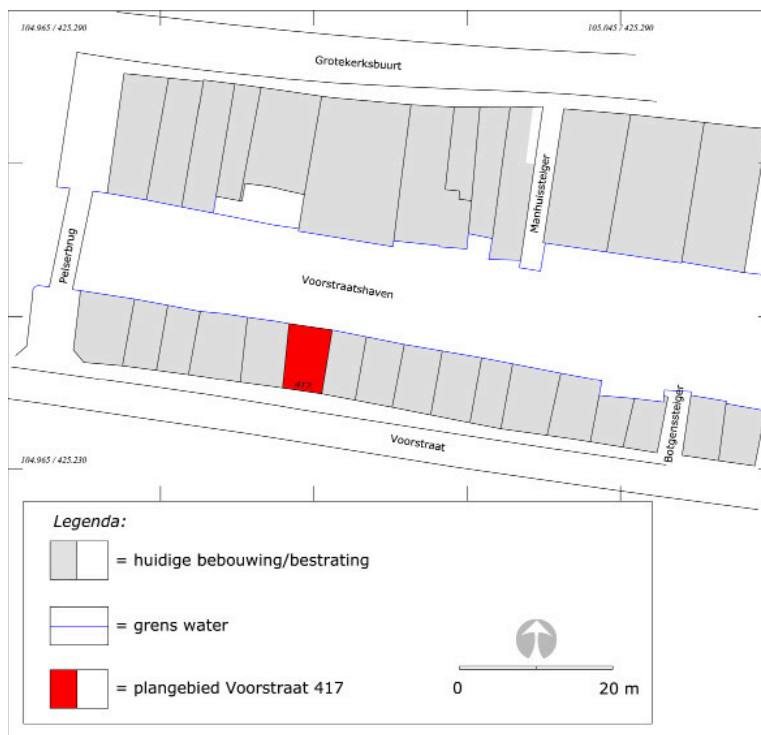 104.965 / 425.290
105.045 / 425.290
Grotekerksbuurt
Manhuissteiger
Pelserbrug
Voorstraatshaven
417
Botgenssteiger
Voorstraat
104.965 / 425.230
Legenda:
= huidige bebouwing/bestrating
= grens water
= plangebied Voorstraat 417
0 20 m